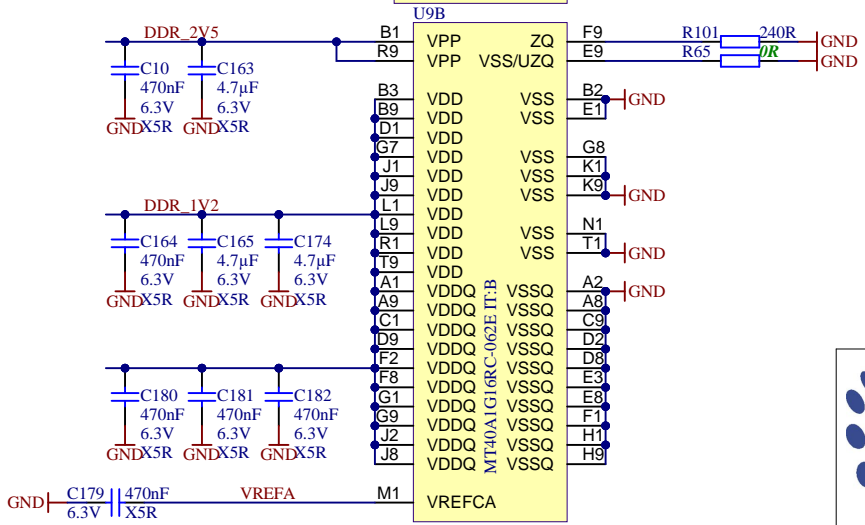 U9B
DDR_2V5 B1 VPP ZQ F9 R101 240R GND
R9 VPP VSS/UZQ E9 R65 0R GND
C10 C163
470nF 4.7µF
6.3V 6.3V
GND X5R GND X5R
B3 VDD VSS B2 GND
B9 VDD VSS E1
D1 VDD
G7 VDD VSS G8
J1 VDD VSS K1
J9 VDD VSS K9 GND
DDR_1V2 L1 VDD
L9 VDD VSS N1
R1 VDD VSS T1 GND
T9 VDD
C164 C165 C174
470nF 4.7µF 4.7µF
6.3V 6.3V 6.3V
GND X5R GND X5R GND X5R
A1 VDDQ VSSQ A2 GND
A9 VDDQ VSSQ A8
C1 VDDQ VSSQ C9
D9 VDDQ VSSQ D2
F2 VDDQ VSSQ D8
F8 VDDQ VSSQ E3
G1 VDDQ VSSQ E8
G9 VDDQ VSSQ F1
J2 VDDQ VSSQ H1
J8 VDDQ VSSQ H9
MT40A1G16RC-062E IT:B
C180 C181 C182
470nF 470nF 470nF
6.3V 6.3V 6.3V
GND X5R GND X5R GND X5R
GND C179 470nF VREFA M1 VREFCA
6.3V X5R